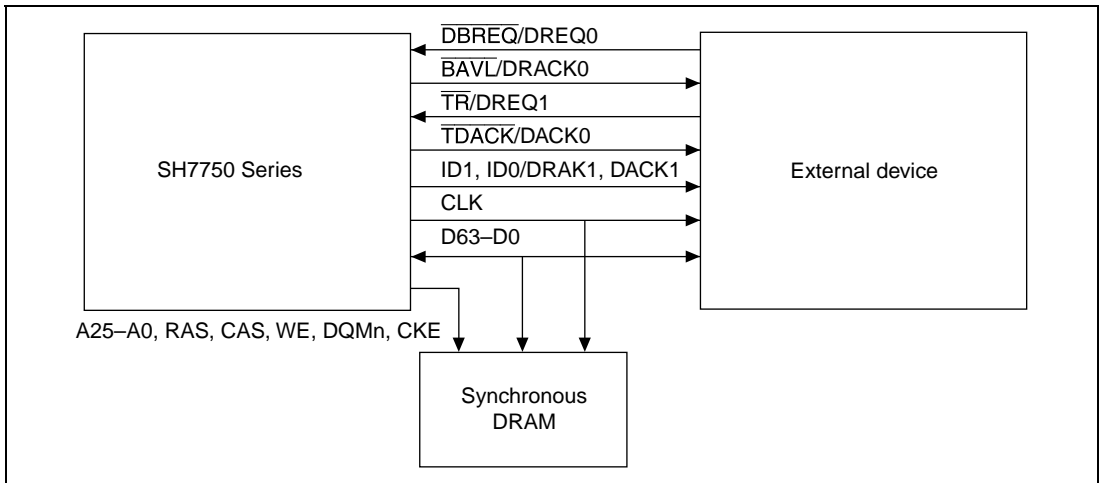 DBREQ/DREQ0
BAVL/DRACK0
TR/DREQ1
TDACK/DACK0
SH7750 Series
ID1, ID0/DRAK1, DACK1
External device
CLK
D63–D0
A25–A0, RAS, CAS, WE, DQMn, CKE
Synchronous
DRAM